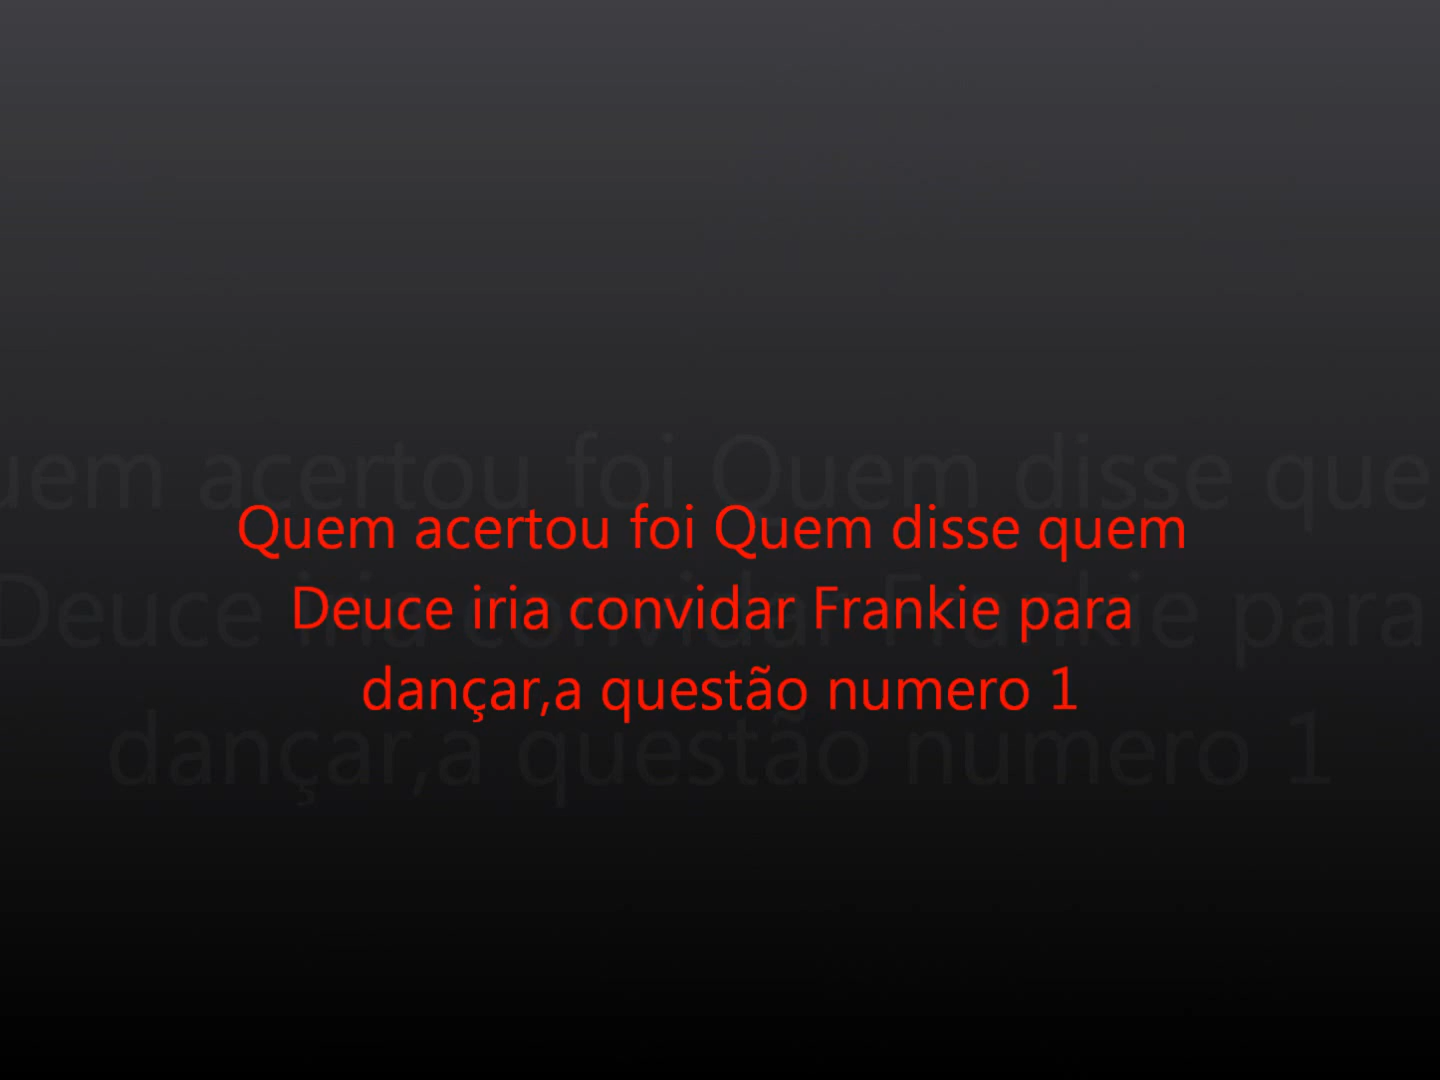 Quem acertou foi Quem disse quem
Deuce iria convidar Frankie para
dançar,a questão numero 1